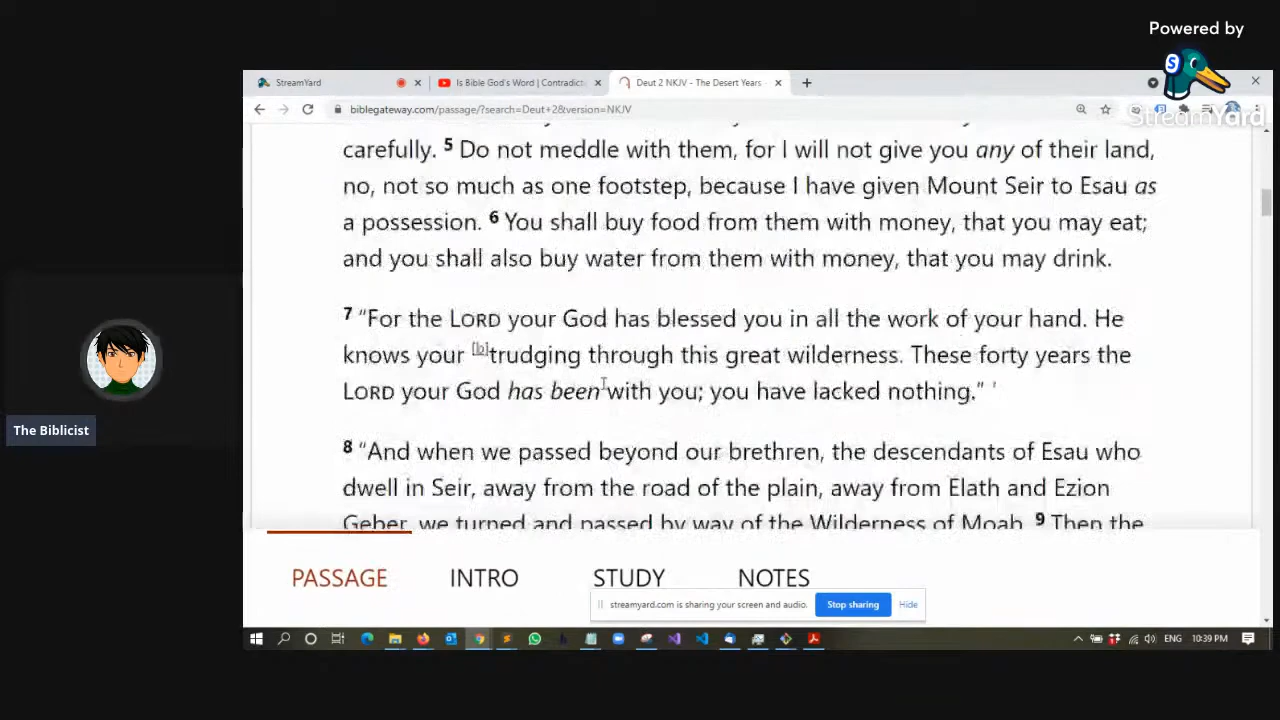 Powered by
StreamYard
StreamYard
Is Bible God's Word | Contradicti
Deut 2 NKJV - The Desert Years -
biblegateway.com/passage/?search=Deut+2&version=NKJV
carefully. 5 Do not meddle with them, for I will not give you any of their land,
no, not so much as one footstep, because I have given Mount Seir to Esau as
a possession. 6 You shall buy food from them with money, that you may eat;
and you shall also buy water from them with money, that you may drink.
7 “For the LORD your God has blessed you in all the work of your hand. He
knows your [b]trudging through this great wilderness. These forty years the
LORD your God has been with you; you have lacked nothing.” '
8 “And when we passed beyond our brethren, the descendants of Esau who
dwell in Seir, away from the road of the plain, away from Elath and Ezion
Geber, we turned and passed by way of the Wilderness of Moab. 9 Then the
The Biblicist
PASSAGE INTRO STUDY NOTES
streamyard.com is sharing your screen and audio. Stop sharing Hide
ENG 10:39 PM